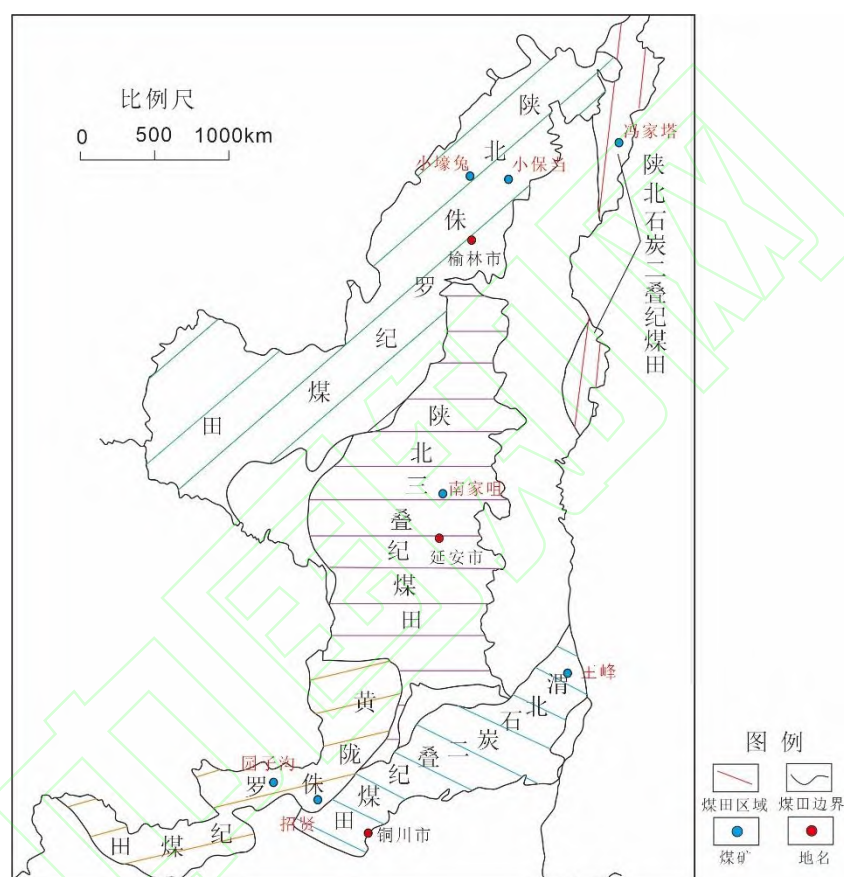 比例尺
0 500 1000km
陕北侏罗纪煤田
小壕兔
小保当
冯家塔
榆林市
陕北石炭二叠纪煤田
陕北三叠纪煤田
南家咀
延安市
王峰
渭北石炭二叠纪煤田
黄陇侏罗纪煤田
园子沟
招贤
铜川市
图例
煤田区域
煤田边界
煤矿
地名